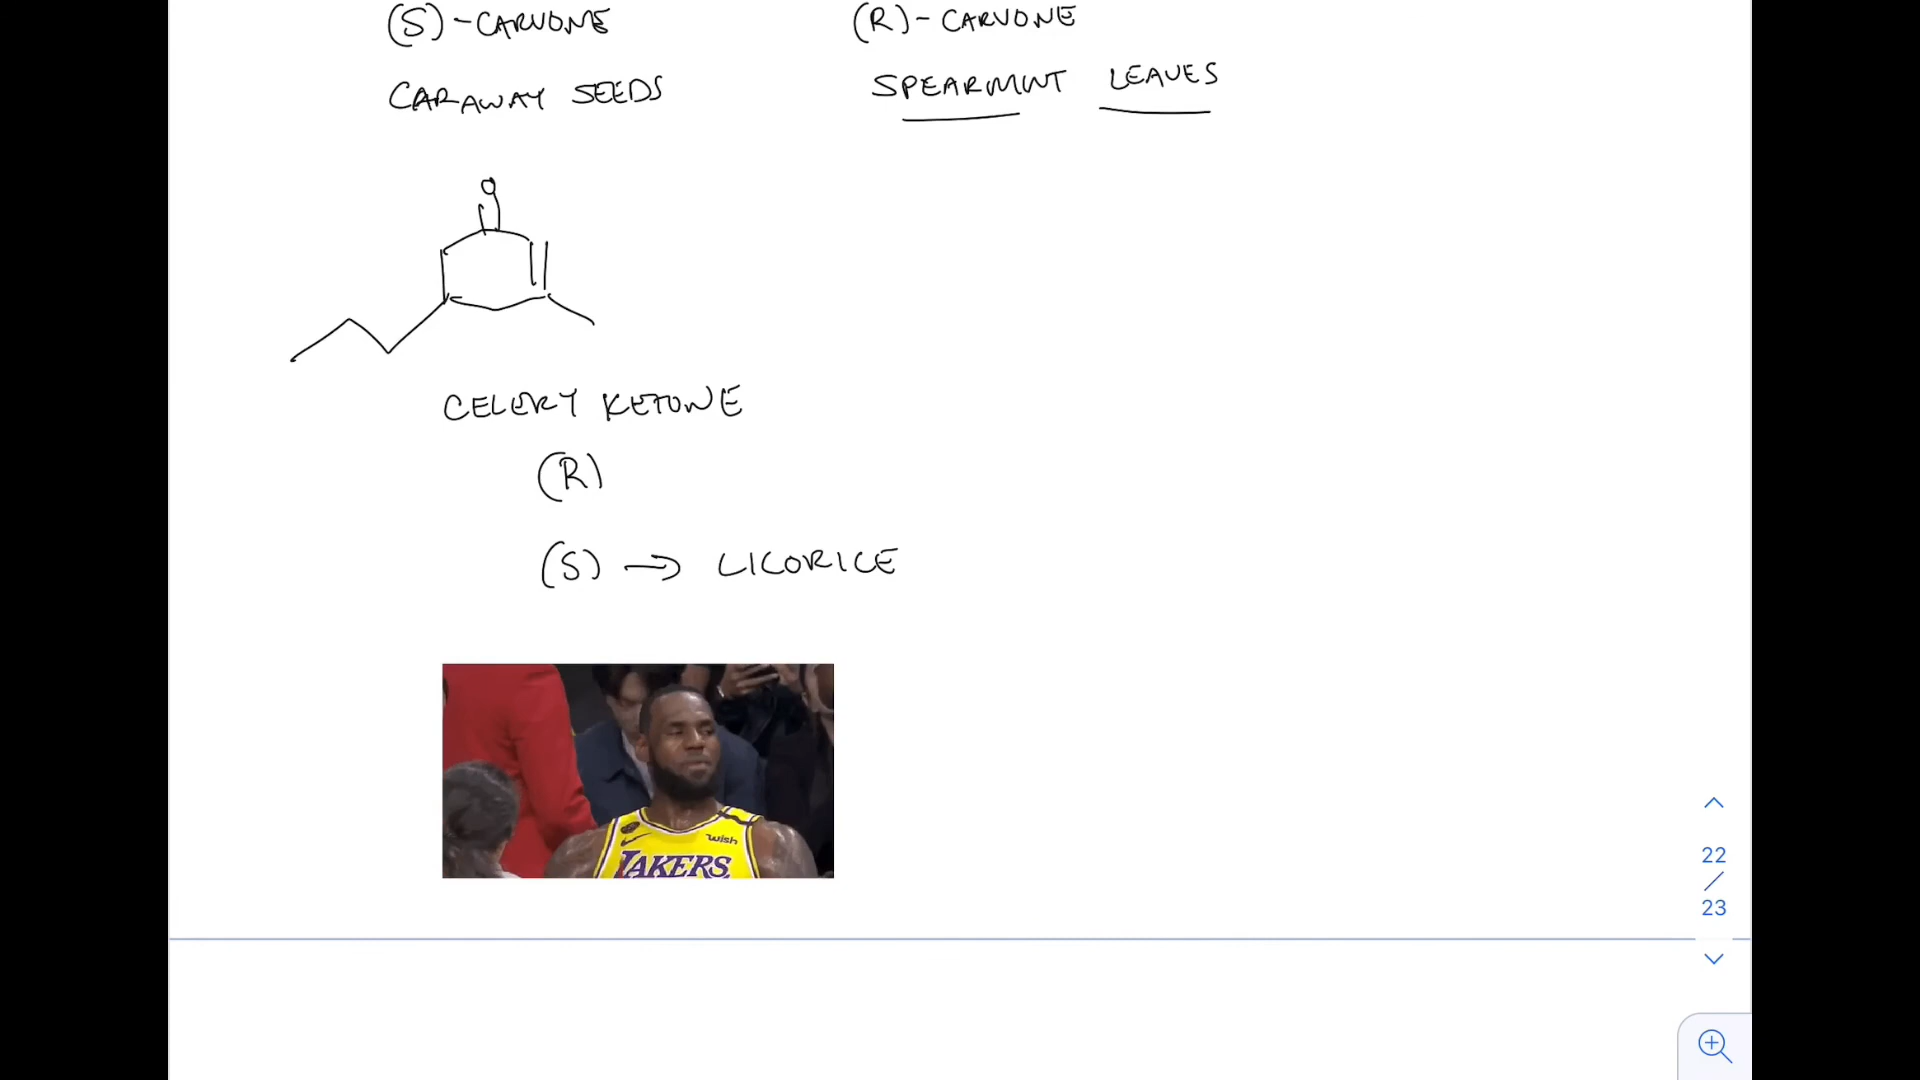 (S)-CARVONE
(R)-CARVONE
CARAWAY SEEDS
SPEARMINT LEAVES
O
CELERY KETONE
(R)
(S) → LICORICE
wish
LAKERS
22
/
23